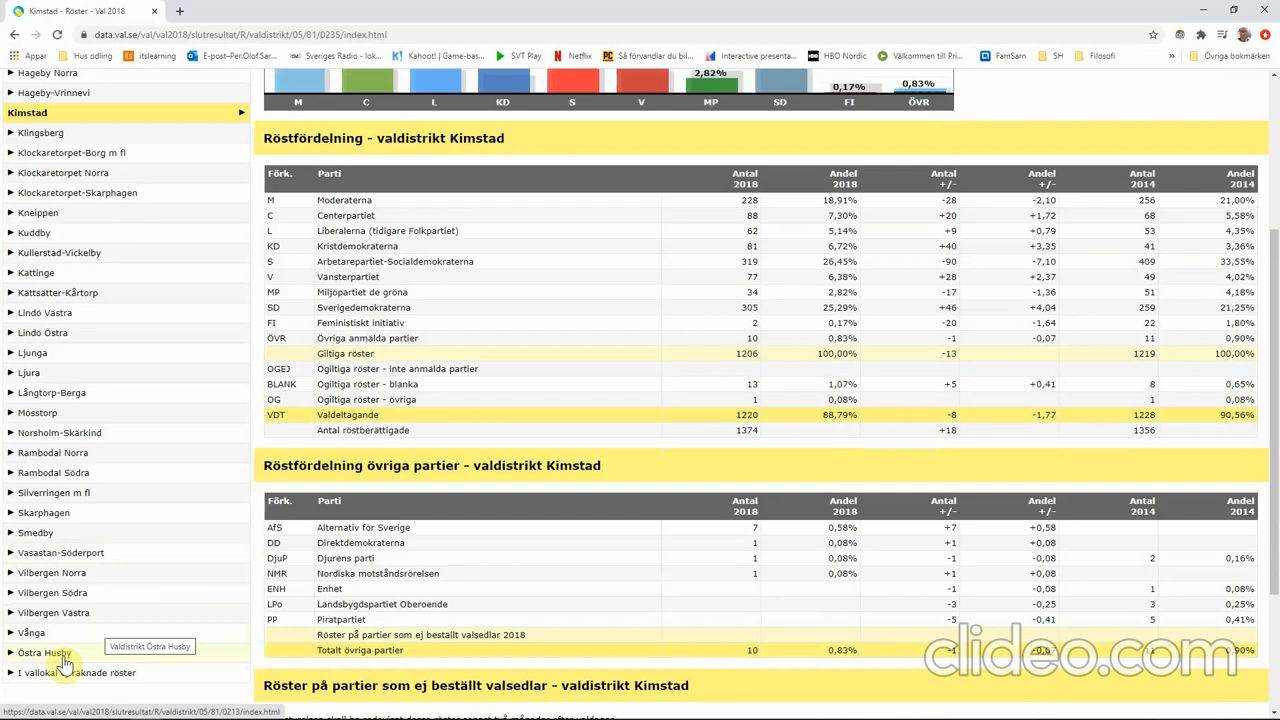 Kimstad - Röster - Val 2018
data.val.se/val/val2018/slutresultat/R/valdistrikt/05/81/0235/index.html
Appar Hus odling itslearning E-post–Per.Olof.Sar... Sveriges Radio - lok... Kahoot! | Game-bas... SVT Play Netflix Så förvandlar du bil... Interactive presenta... HBO Nordic Välkommen till Pri... FamSarn SH Filosofi Övriga bokmärken
Hageby Norra
Hageby-Vrinnevi
Kimstad
Klingsberg
Klockaretorpet-Borg m fl
Klockaretorpet Norra
Klockaretorpet-Skarphagen
Kneippen
Kuddby
Kullerstad-Vickelby
Kättinge
Kättsätter-Kårtorp
Lindö Västra
Lindö Östra
Ljunga
Ljura
Långtorp-Berga
Mosstorp
Norsholm-Skärkind
Rambodal Norra
Rambodal Södra
Silverringen m fl
Skarphagen
Smedby
Vasastan-Söderport
Vilbergen Norra
Vilbergen Södra
Vilbergen Västra
Vånga
Östra Husby
Valdistrikt Östra Husby
I vallokal räknade röster
https://data.val.se/val/val2018/slutresultat/R/valdistrikt/05/81/0213/index.html
2,82% 0,17% 0,83%
M C L KD S V MP SD FI ÖVR
Röstfördelning - valdistrikt Kimstad
Förk. Parti Antal 2018 Andel 2018 Antal +/- Andel +/- Antal 2014 Andel 2014
M Moderaterna 228 18,91% -28 -2,10 256 21,00%
C Centerpartiet 88 7,30% +20 +1,72 68 5,58%
L Liberalerna (tidigare Folkpartiet) 62 5,14% +9 +0,79 53 4,35%
KD Kristdemokraterna 81 6,72% +40 +3,35 41 3,36%
S Arbetarepartiet-Socialdemokraterna 319 26,45% -90 -7,10 409 33,55%
V Vänsterpartiet 77 6,38% +28 +2,37 49 4,02%
MP Miljöpartiet de gröna 34 2,82% -17 -1,36 51 4,18%
SD Sverigedemokraterna 305 25,29% +46 +4,04 259 21,25%
FI Feministiskt initiativ 2 0,17% -20 -1,64 22 1,80%
ÖVR Övriga anmälda partier 10 0,83% -1 -0,07 11 0,90%
Giltiga röster 1206 100,00% -13 1219 100,00%
OGEJ Ogiltiga röster - inte anmälda partier
BLANK Ogiltiga röster - blanka 13 1,07% +5 +0,41 8 0,65%
OG Ogiltiga röster - övriga 1 0,08% 1 0,08%
VDT Valdeltagande 1220 88,79% -8 -1,77 1228 90,56%
Antal röstberättigade 1374 +18 1356
Röstfördelning övriga partier - valdistrikt Kimstad
Förk. Parti Antal 2018 Andel 2018 Antal +/- Andel +/- Antal 2014 Andel 2014
AfS Alternativ för Sverige 7 0,58% +7 +0,58
DD Direktdemokraterna 1 0,08% +1 +0,08
DjuP Djurens parti 1 0,08% -1 -0,08 2 0,16%
NMR Nordiska motståndsrörelsen 1 0,08% +1 +0,08
ENH Enhet -1 -0,08 1 0,08%
LPo Landsbygdspartiet Oberoende -3 -0,25 3 0,25%
PP Piratpartiet -5 -0,41 5 0,41%
Röster på partier som ej beställt valsedlar 2018
Totalt övriga partier 10 0,83% -1 -0,07 11 0,90%
Röster på partier som ej beställt valsedlar - valdistrikt Kimstad
clideo.com